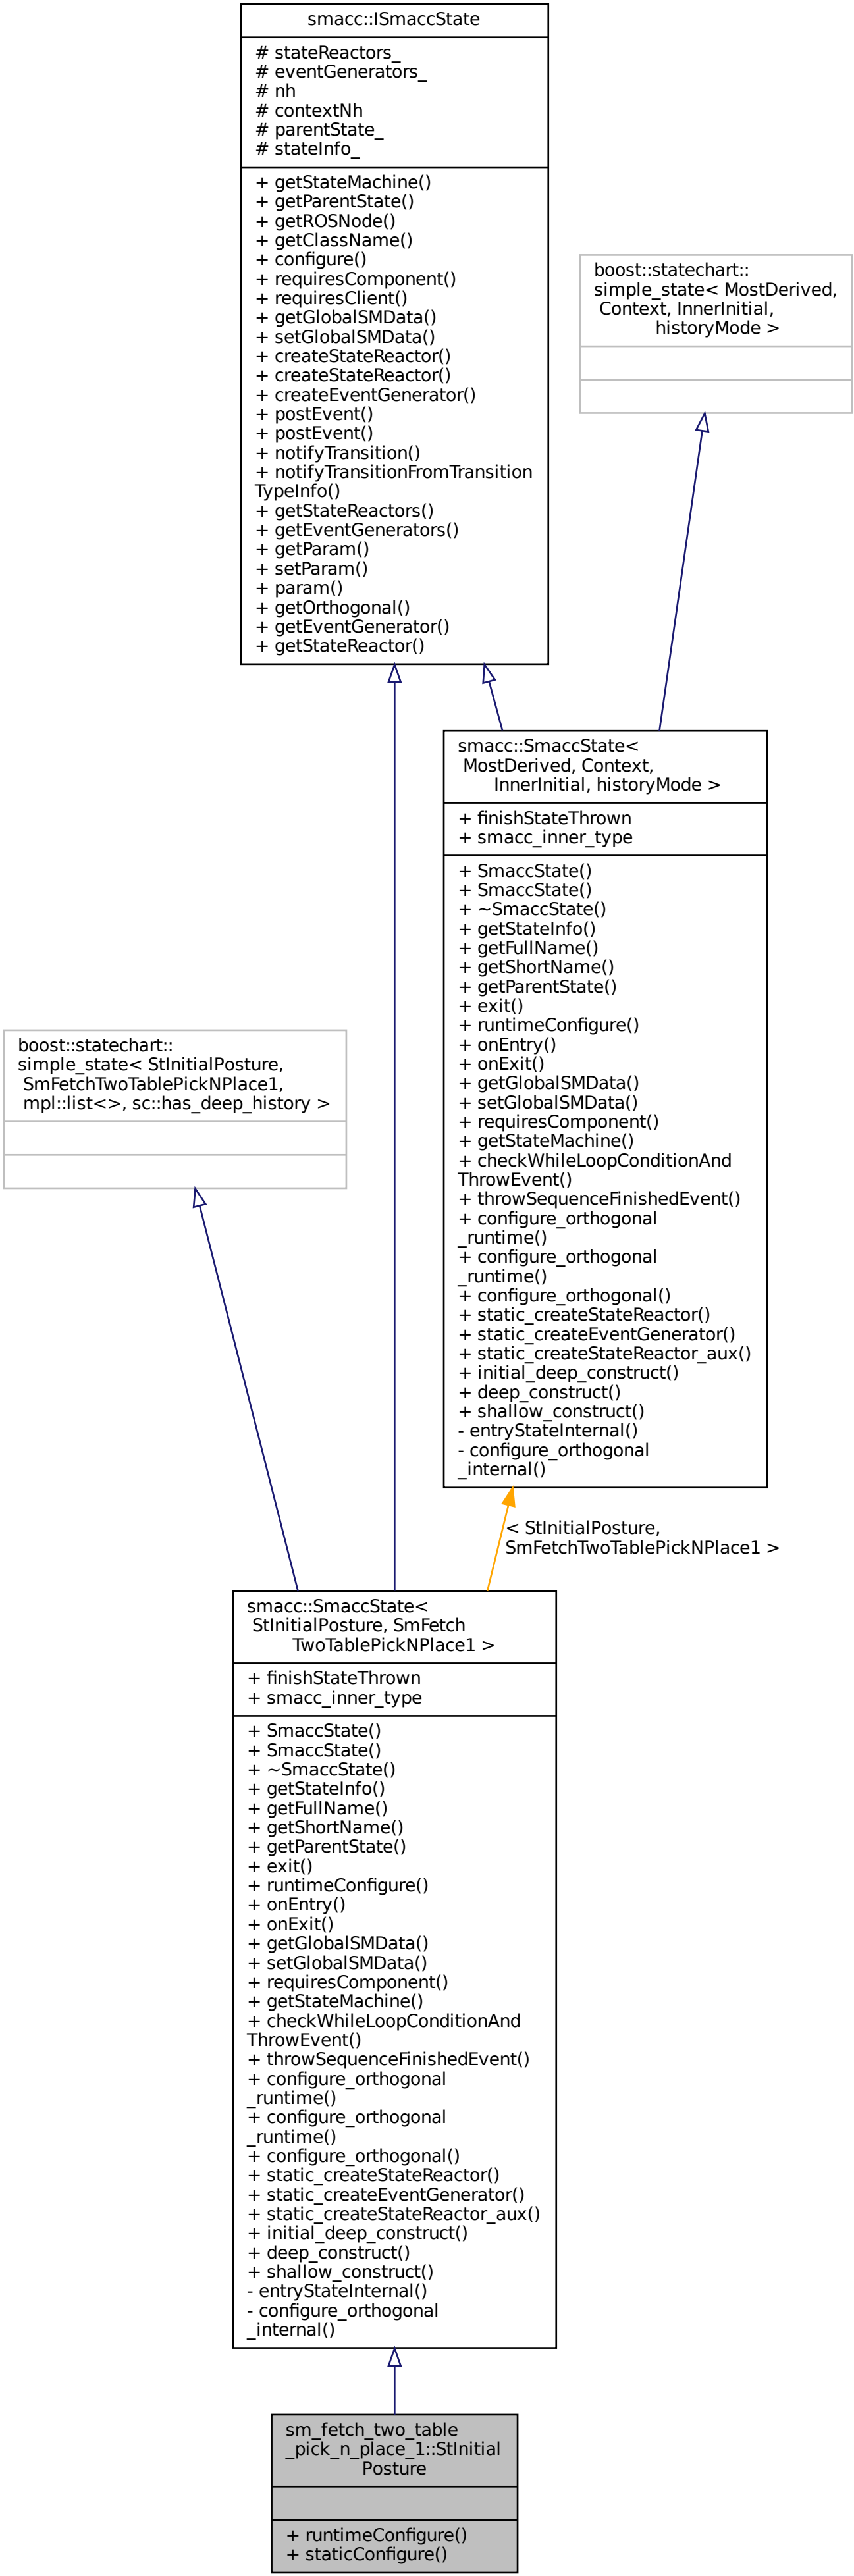 smacc::ISmaccState
# stateReactors_
# eventGenerators_
# nh
# contextNh
# parentState_
# stateInfo_
+ getStateMachine()
+ getParentState()
+ getROSNode()
+ getClassName()
+ configure()
+ requiresComponent()
+ requiresClient()
+ getGlobalSMData()
+ setGlobalSMData()
+ createStateReactor()
+ createStateReactor()
+ createEventGenerator()
+ postEvent()
+ postEvent()
+ notifyTransition()
+ notifyTransitionFromTransition
TypeInfo()
+ getStateReactors()
+ getEventGenerators()
+ getParam()
+ setParam()
+ param()
+ getOrthogonal()
+ getEventGenerator()
+ getStateReactor()
boost::statechart::
simple_state< MostDerived,
Context, InnerInitial,
historyMode >
smacc::SmaccState<
MostDerived, Context,
InnerInitial, historyMode >
+ finishStateThrown
+ smacc_inner_type
+ SmaccState()
+ SmaccState()
+ ~SmaccState()
+ getStateInfo()
+ getFullName()
+ getShortName()
+ getParentState()
+ exit()
+ runtimeConfigure()
+ onEntry()
+ onExit()
+ getGlobalSMData()
+ setGlobalSMData()
+ requiresComponent()
+ getStateMachine()
+ checkWhileLoopConditionAnd
ThrowEvent()
+ throwSequenceFinishedEvent()
+ configure_orthogonal
_runtime()
+ configure_orthogonal
_runtime()
+ configure_orthogonal()
+ static_createStateReactor()
+ static_createEventGenerator()
+ static_createStateReactor_aux()
+ initial_deep_construct()
+ deep_construct()
+ shallow_construct()
- entryStateInternal()
- configure_orthogonal
_internal()
boost::statechart::
simple_state< StInitialPosture,
SmFetchTwoTablePickNPlace1,
mpl::list<>, sc::has_deep_history >
< StInitialPosture,
SmFetchTwoTablePickNPlace1 >
smacc::SmaccState<
StInitialPosture, SmFetch
TwoTablePickNPlace1 >
+ finishStateThrown
+ smacc_inner_type
+ SmaccState()
+ SmaccState()
+ ~SmaccState()
+ getStateInfo()
+ getFullName()
+ getShortName()
+ getParentState()
+ exit()
+ runtimeConfigure()
+ onEntry()
+ onExit()
+ getGlobalSMData()
+ setGlobalSMData()
+ requiresComponent()
+ getStateMachine()
+ checkWhileLoopConditionAnd
ThrowEvent()
+ throwSequenceFinishedEvent()
+ configure_orthogonal
_runtime()
+ configure_orthogonal
_runtime()
+ configure_orthogonal()
+ static_createStateReactor()
+ static_createEventGenerator()
+ static_createStateReactor_aux()
+ initial_deep_construct()
+ deep_construct()
+ shallow_construct()
- entryStateInternal()
- configure_orthogonal
_internal()
sm_fetch_two_table
_pick_n_place_1::StInitial
Posture
+ runtimeConfigure()
+ staticConfigure()